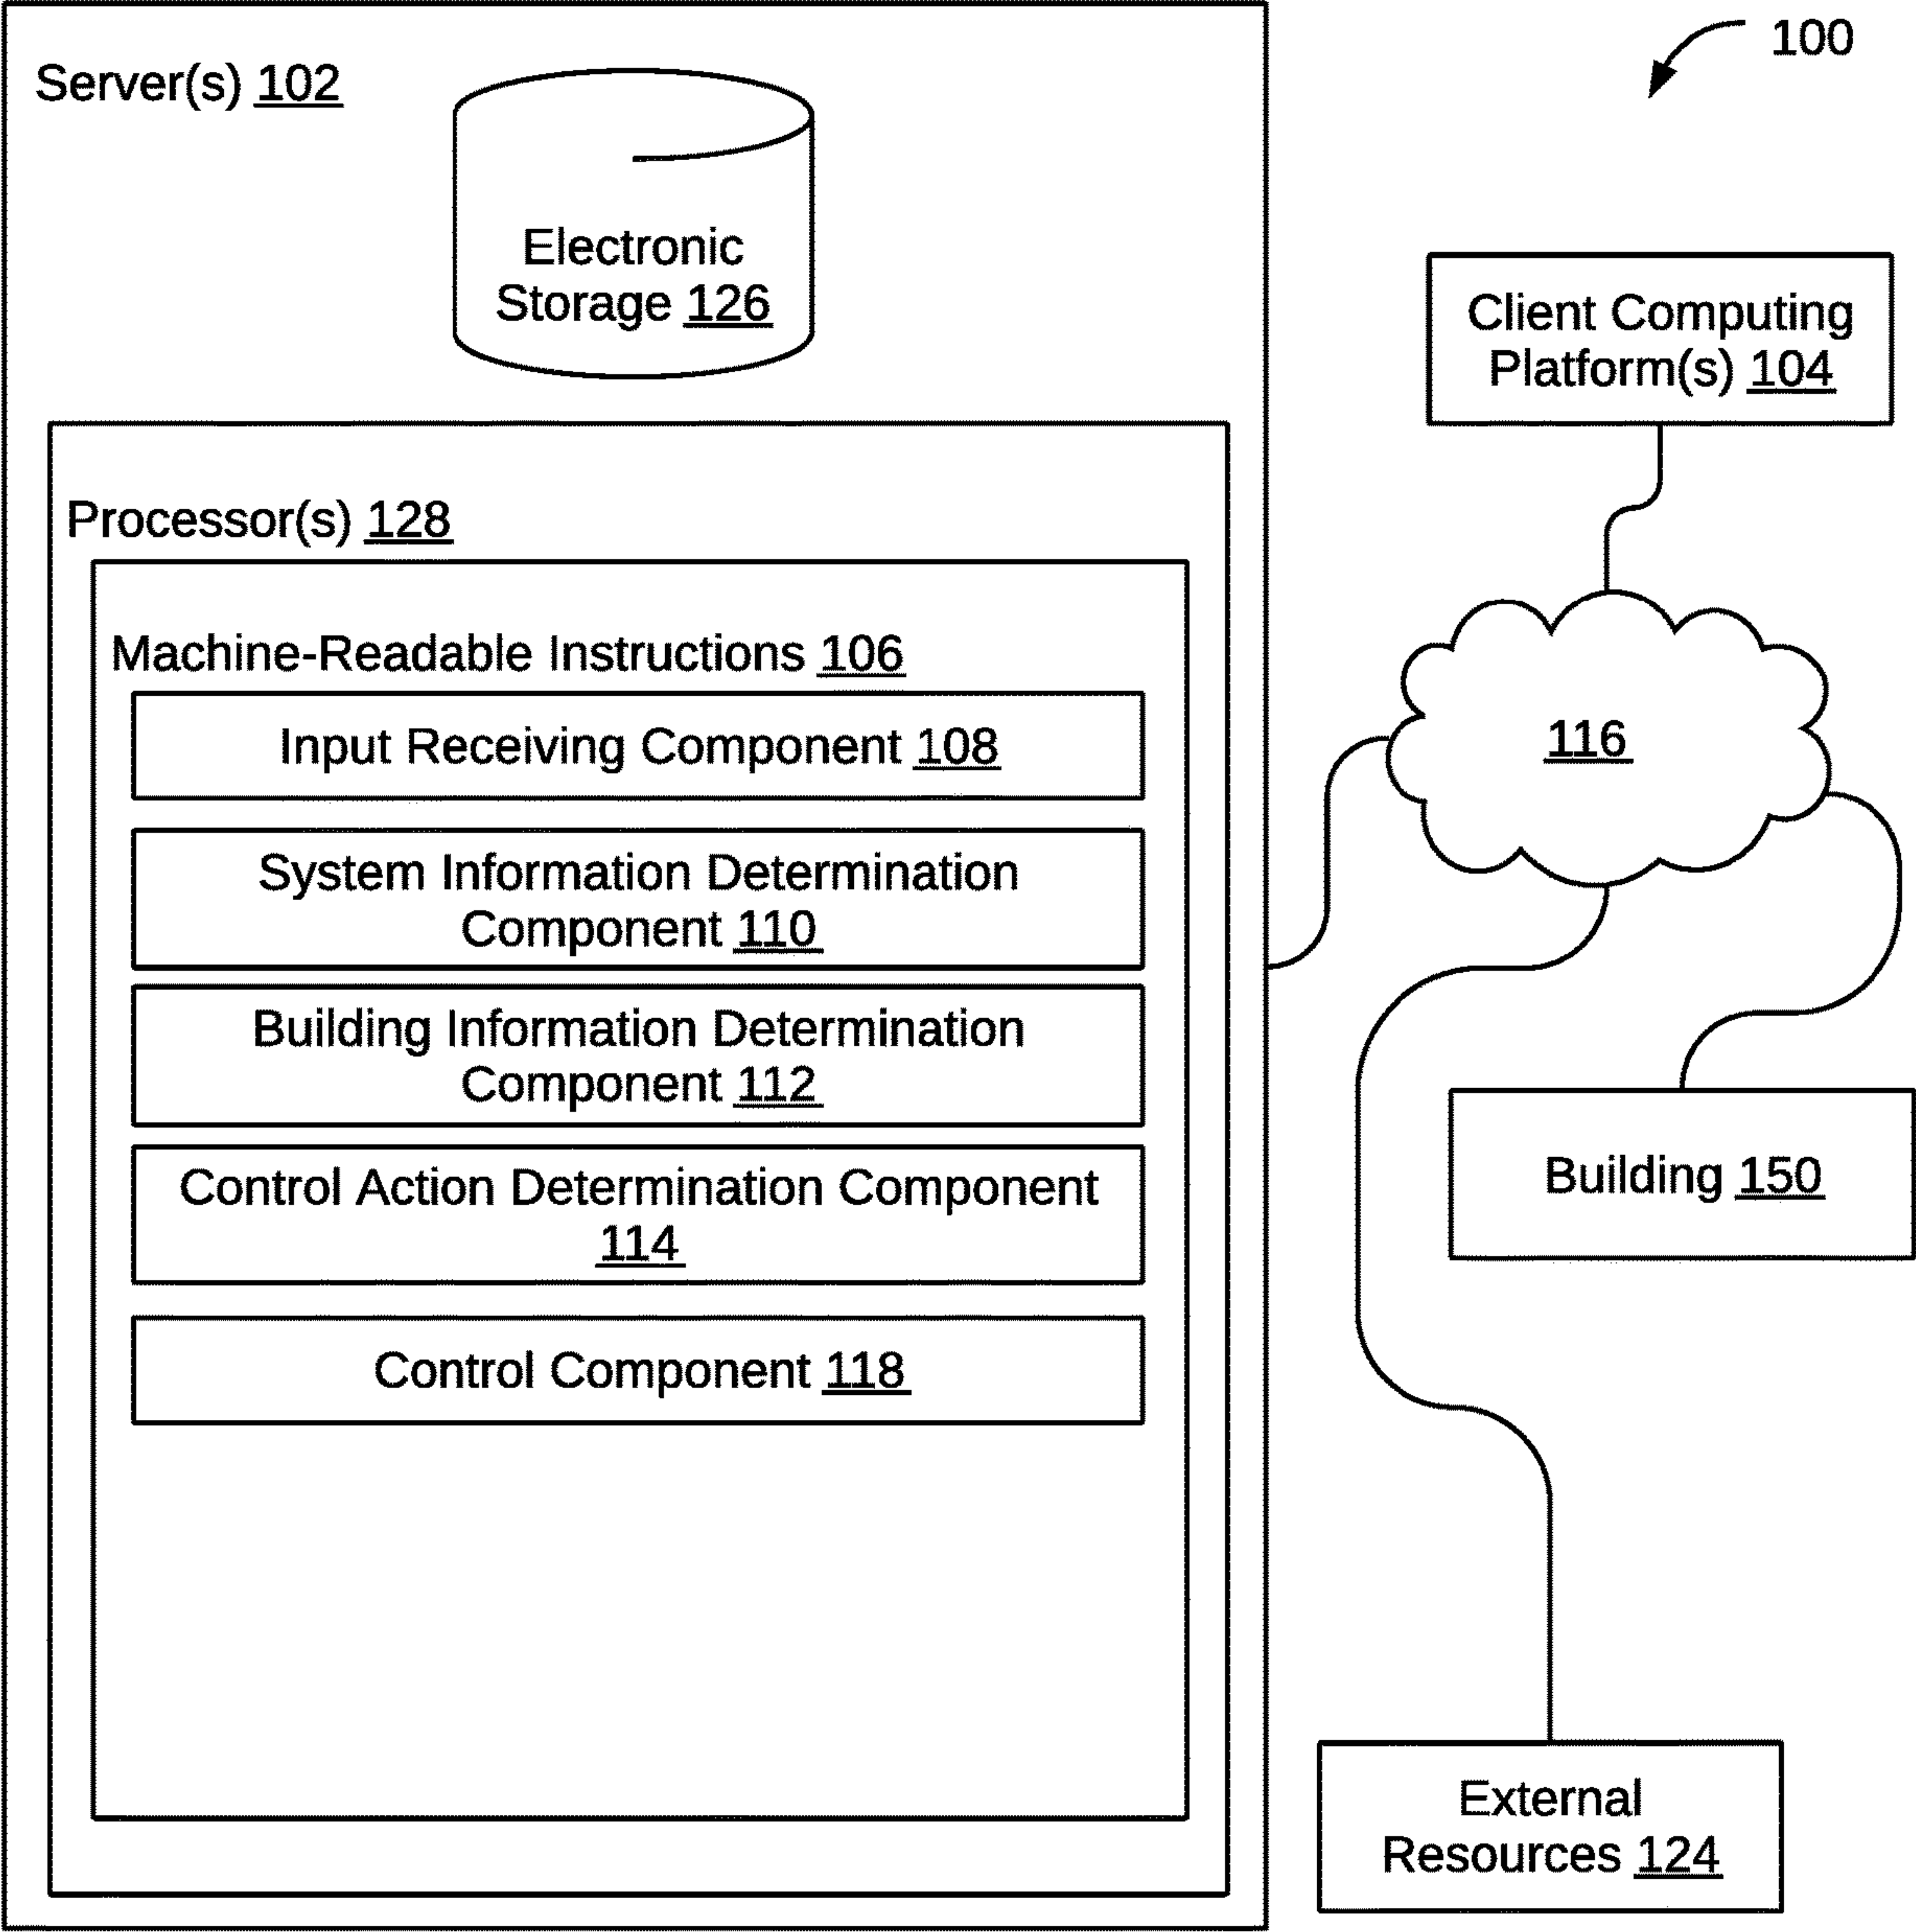 Server(s) 102
Electronic
Storage 126
Processor(s) 128
Machine-Readable Instructions 106
Input Receiving Component 108
System Information Determination
Component 110
Building Information Determination
Component 112
Control Action Determination Component
114
Control Component 118
100
Client Computing
Platform(s) 104
116
Building 150
External
Resources 124